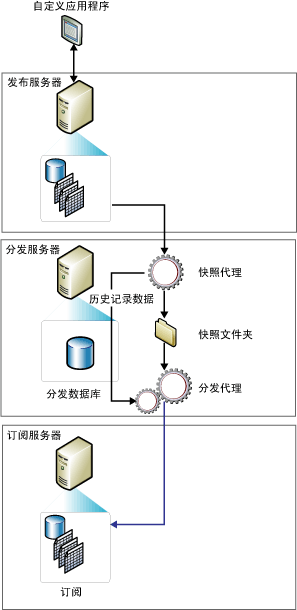 自定义应用程序
发布服务器
分发服务器
快照代理
历史记录数据
快照文件夹
分发代理
分发数据库
订阅服务器
订阅